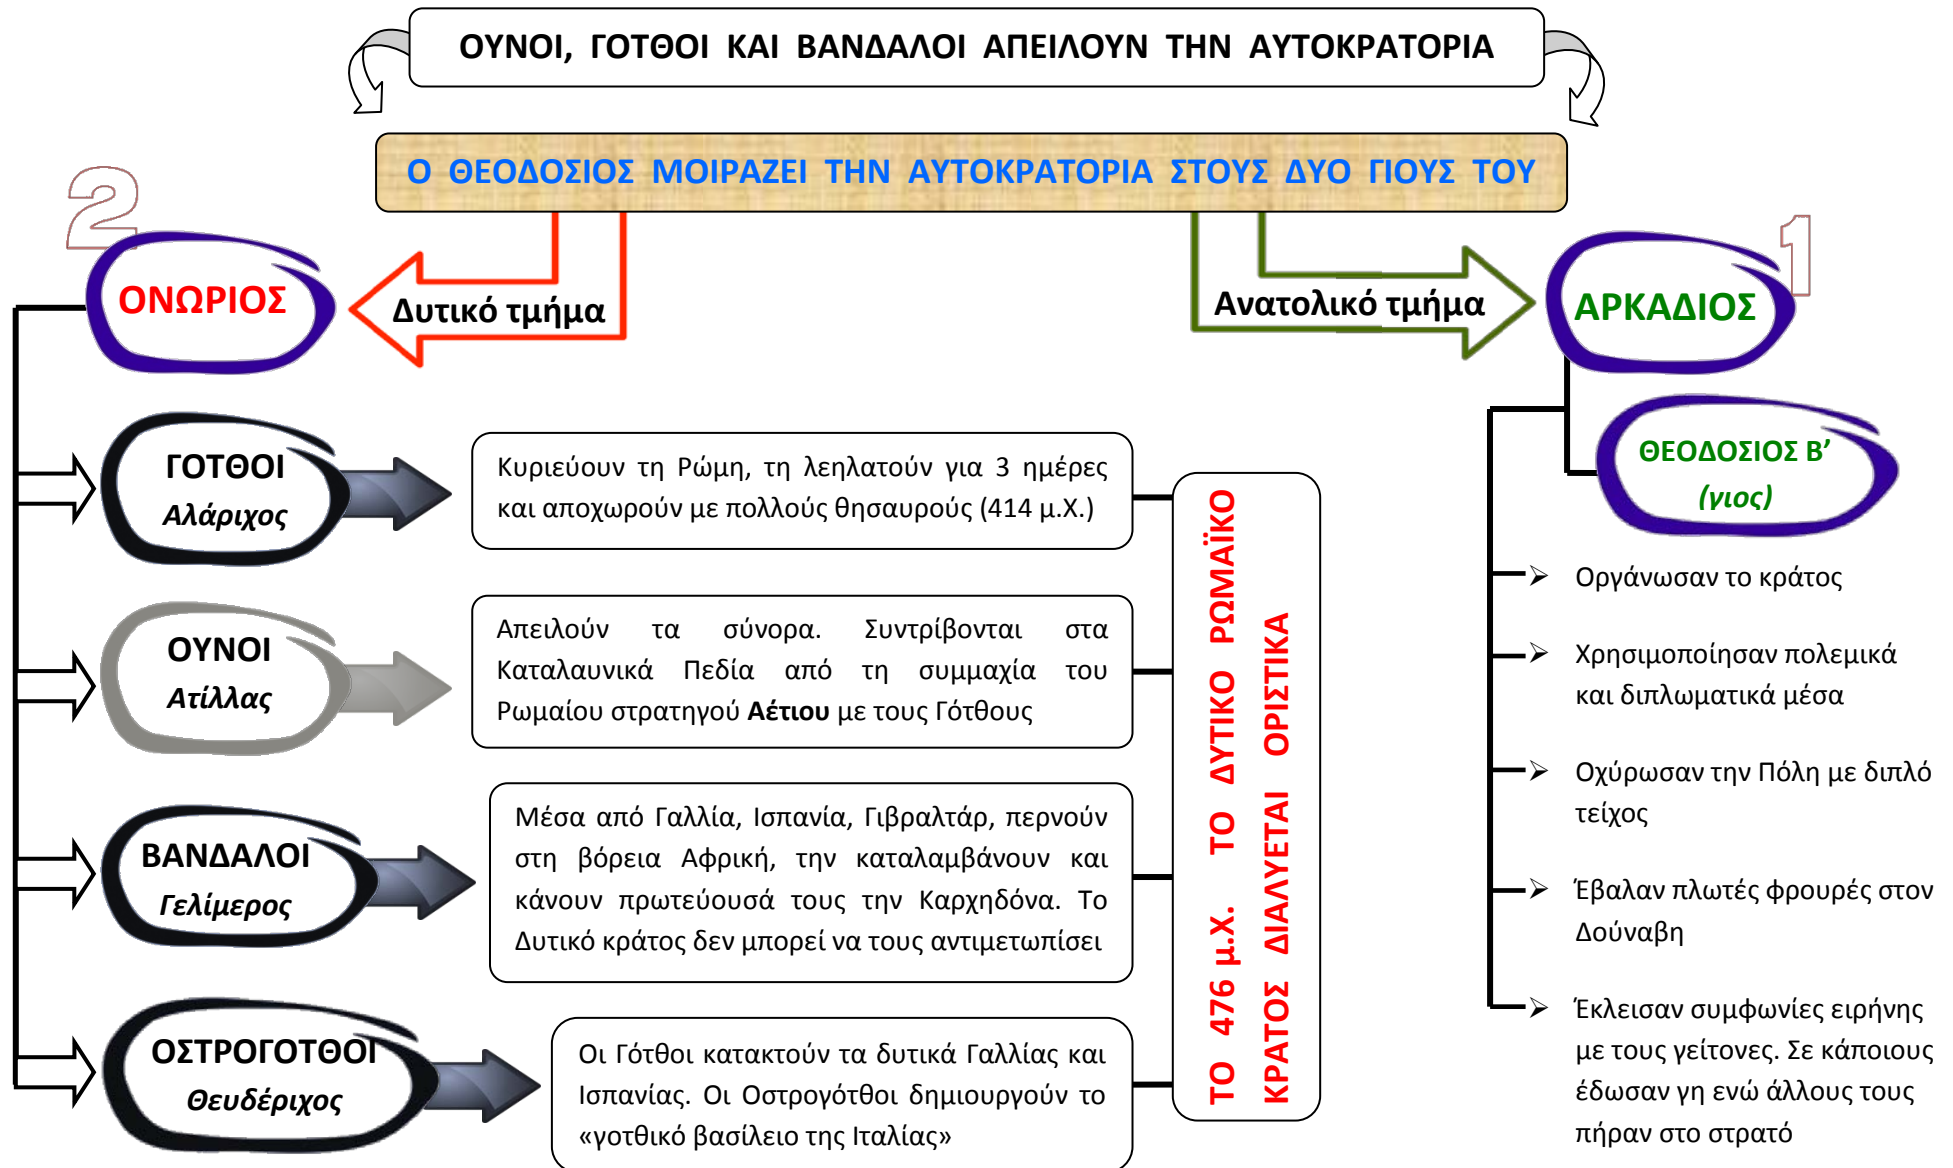 ΟΥΝΟΙ, ΓΟΤΘΟΙ ΚΑΙ ΒΑΝΔΑΛΟΙ ΑΠΕΙΛΟΥΝ ΤΗΝ ΑΥΤΟΚΡΑΤΟΡΙΑ
Ο ΘΕΟΔΟΣΙΟΣ ΜΟΙΡΑΖΕΙ ΤΗΝ ΑΥΤΟΚΡΑΤΟΡΙΑ ΣΤΟΥΣ ΔΥΟ ΓΙΟΥΣ ΤΟΥ
2
ΟΝΩΡΙΟΣ
Δυτικό τμήμα
Ανατολικό τμήμα
1
ΑΡΚΑΔΙΟΣ
ΘΕΟΔΟΣΙΟΣ Β’
(γιος)
ΓΟΤΘΟΙ
Αλάριχος
Κυριεύουν τη Ρώμη, τη λεηλατούν για 3 ημέρες
και αποχωρούν με πολλούς θησαυρούς (414 μ.Χ.)
ΟΥΝΟΙ
Ατίλλας
Απειλούν τα σύνορα. Συντρίβονται στα
Καταλαυνικά Πεδία από τη συμμαχία του
Ρωμαίου στρατηγού Αέτιου με τους Γότθους
ΒΑΝΔΑΛΟΙ
Γελίμερος
Μέσα από Γαλλία, Ισπανία, Γιβραλτάρ, περνούν
στη βόρεια Αφρική, την καταλαμβάνουν και
κάνουν πρωτεύουσά τους την Καρχηδόνα. Το
Δυτικό κράτος δεν μπορεί να τους αντιμετωπίσει
ΟΣΤΡΟΓΟΤΘΟΙ
Θευδέριχος
Οι Γότθοι κατακτούν τα δυτικά Γαλλίας και
Ισπανίας. Οι Οστρογότθοι δημιουργούν το
«γοτθικό βασίλειο της Ιταλίας»
ΤΟ 476 μ.Χ. ΤΟ ΔΥΤΙΚΟ ΡΩΜΑΪΚΟ
ΚΡΑΤΟΣ ΔΙΑΛΥΕΤΑΙ ΟΡΙΣΤΙΚΑ
Οργάνωσαν το κράτος
Χρησιμοποίησαν πολεμικά
και διπλωματικά μέσα
Οχύρωσαν την Πόλη με διπλό
τείχος
Έβαλαν πλωτές φρουρές στον
Δούναβη
Έκλεισαν συμφωνίες ειρήνης
με τους γείτονες. Σε κάποιους
έδωσαν γη ενώ άλλους τους
πήραν στο στρατό